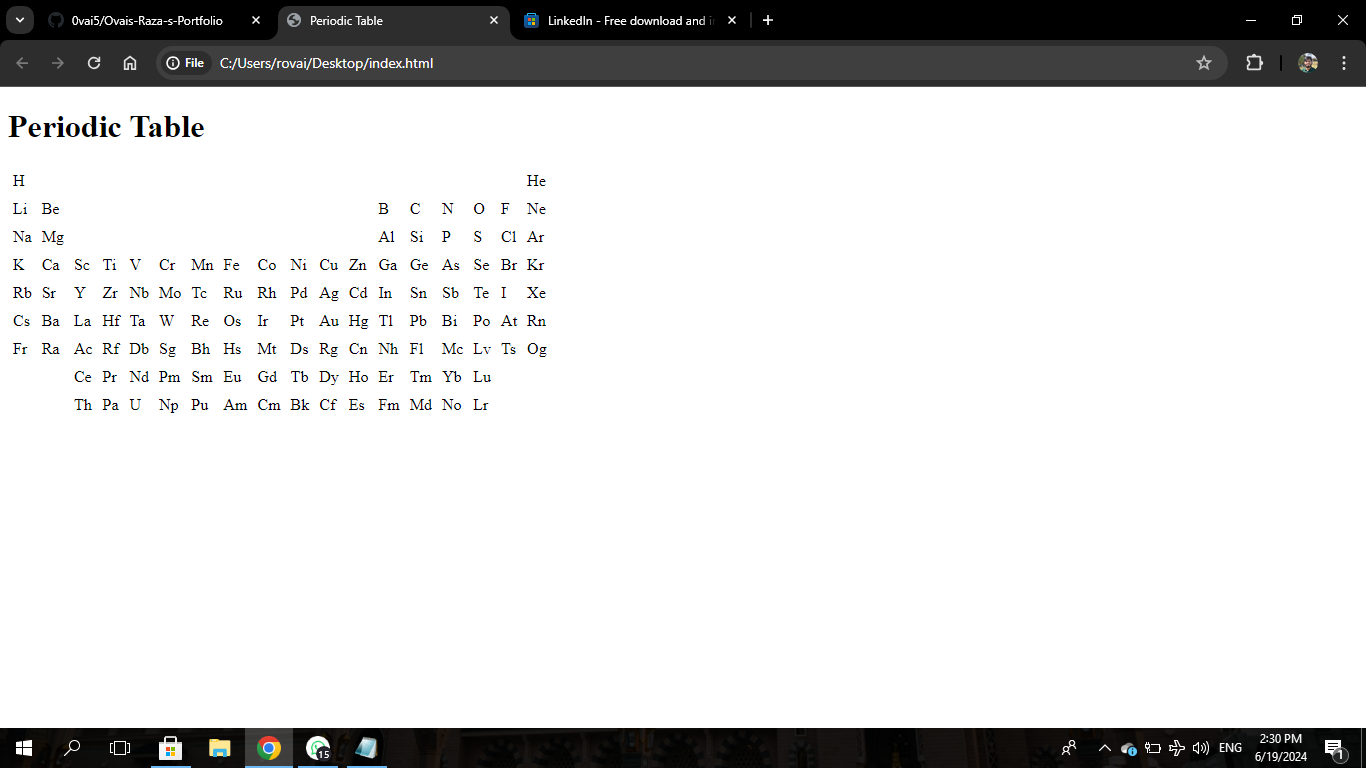 0vai5/Ovais-Raza-s-Portfolio
Periodic Table
LinkedIn - Free download and i
File C:/Users/rovai/Desktop/index.html
Periodic Table
H He
Li Be B C N O F Ne
Na Mg Al Si P S Cl Ar
K Ca Sc Ti V Cr Mn Fe Co Ni Cu Zn Ga Ge As Se Br Kr
Rb Sr Y Zr Nb Mo Tc Ru Rh Pd Ag Cd In Sn Sb Te I Xe
Cs Ba La Hf Ta W Re Os Ir Pt Au Hg Tl Pb Bi Po At Rn
Fr Ra Ac Rf Db Sg Bh Hs Mt Ds Rg Cn Nh Fl Mc Lv Ts Og
Ce Pr Nd Pm Sm Eu Gd Tb Dy Ho Er Tm Yb Lu
Th Pa U Np Pu Am Cm Bk Cf Es Fm Md No Lr
15
ENG
2:30 PM
6/19/2024
1